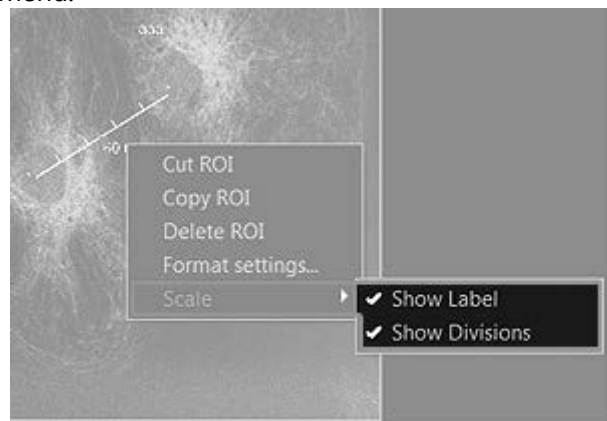 Cut ROI
Copy ROI
Delete ROI
Format settings...
Scale
Show Label
Show Divisions